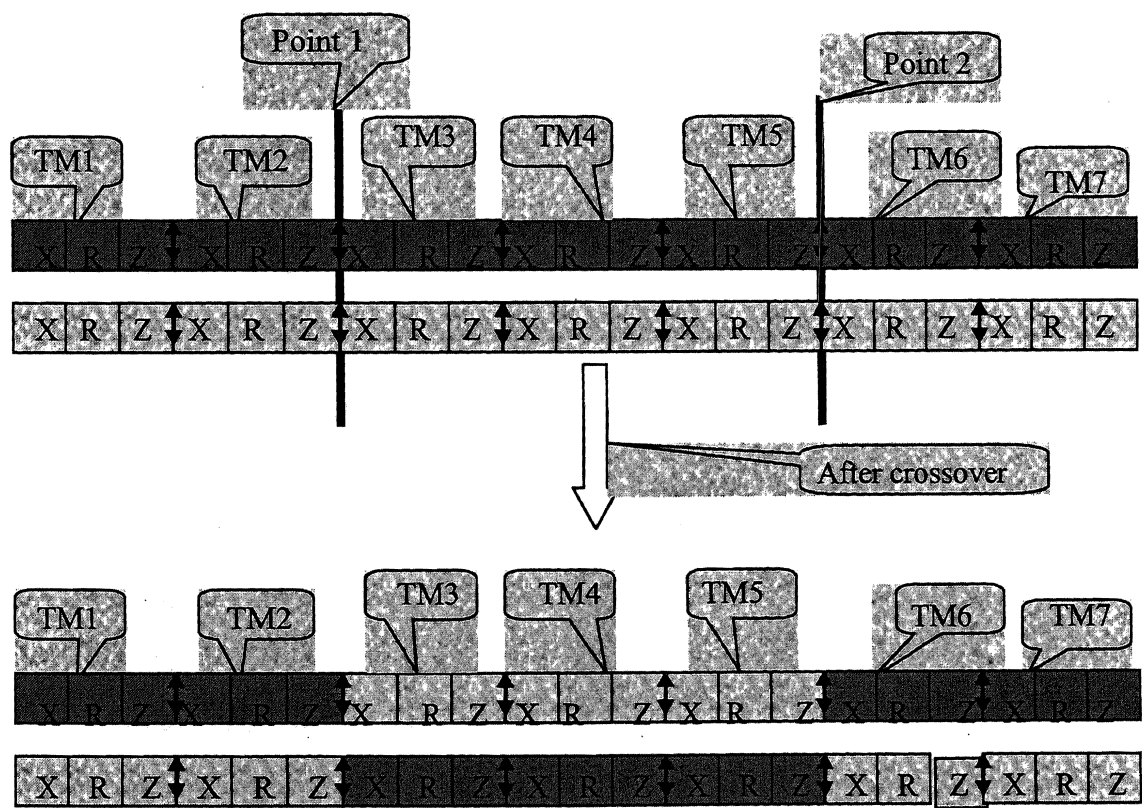 Point 1
Point 2
TM1 TM2 TM3 TM4 TM5 TM6 TM7
X R Z X R Z X R Z X R Z X R Z X R Z X R Z
X R Z X R Z X R Z X R Z X R Z X R Z X R Z
After crossover
TM1 TM2 TM3 TM4 TM5 TM6 TM7
X R Z X R Z X R Z X R Z X R Z X R Z X R Z
X R Z X R Z X R Z X R Z X R Z X R Z X R Z